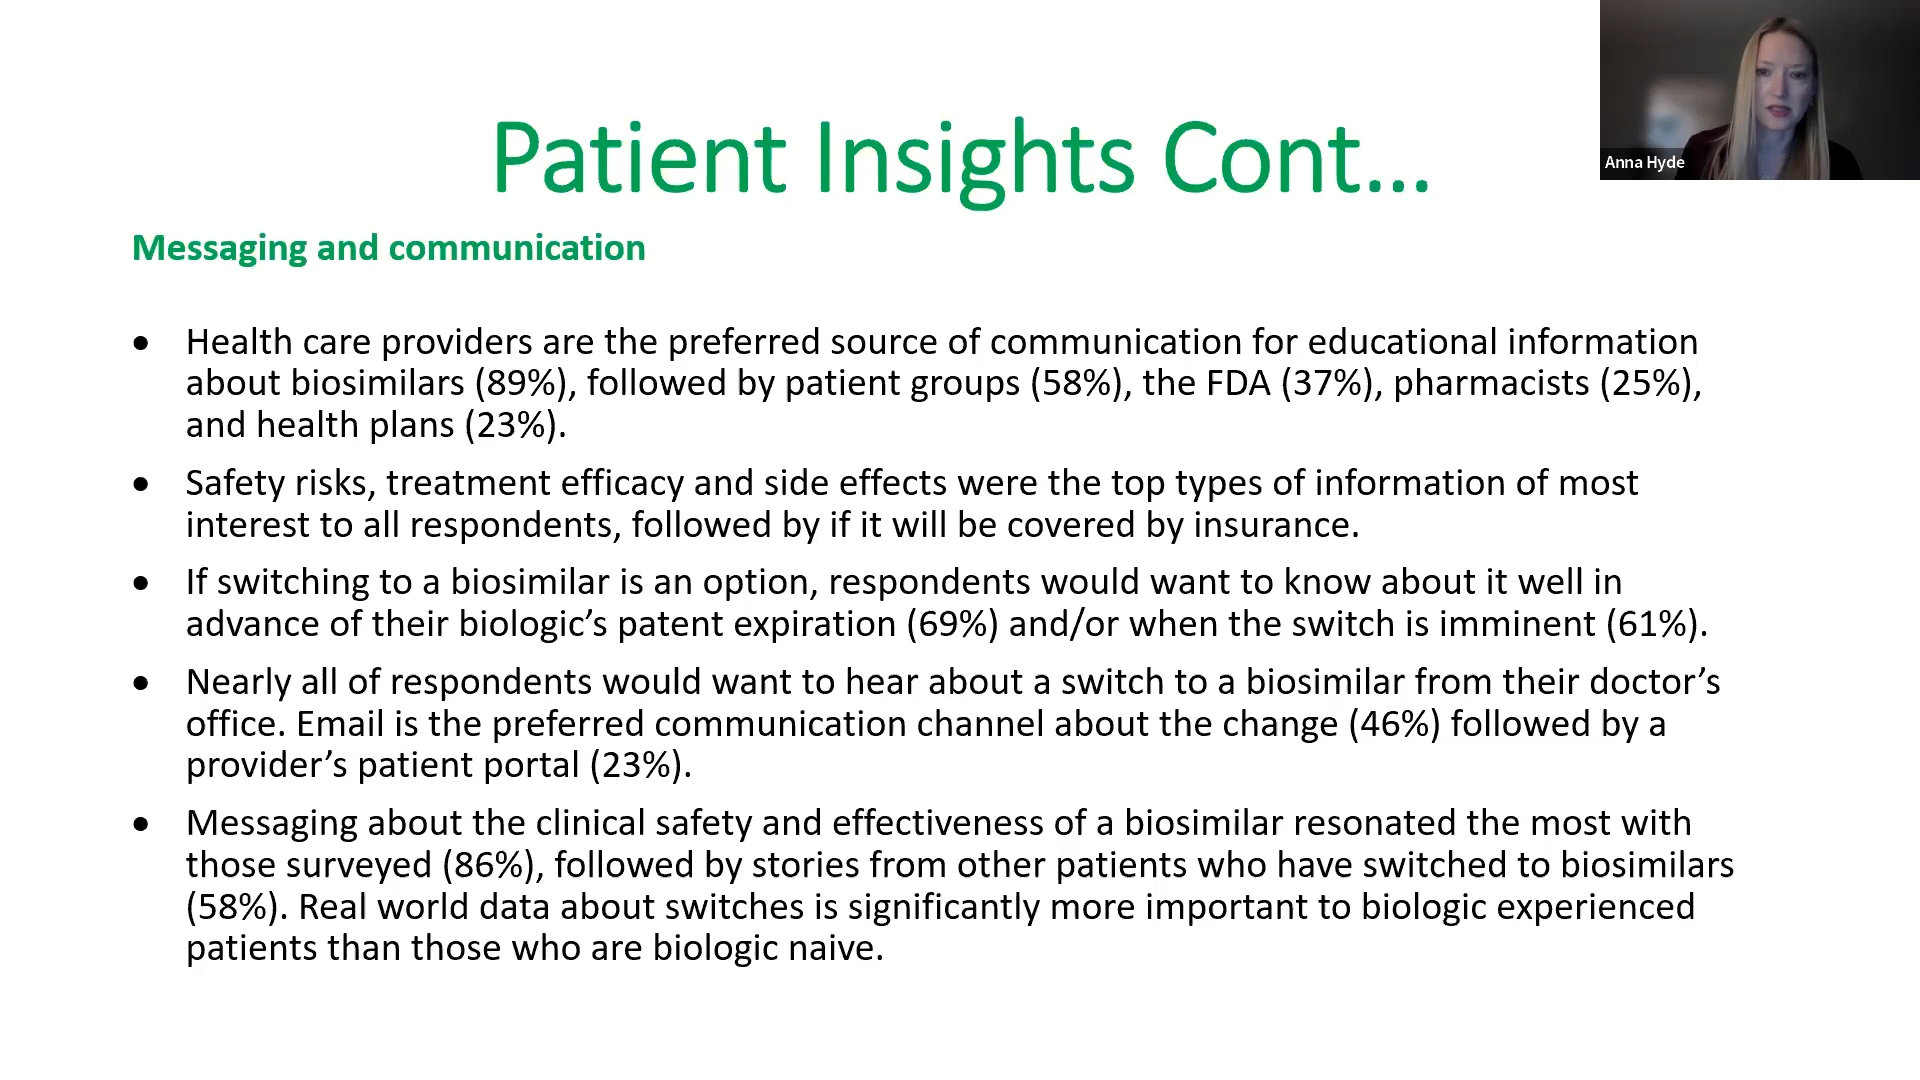 Patient Insights Cont...
Anna Hyde
Messaging and communication
• Health care providers are the preferred source of communication for educational information
about biosimilars (89%), followed by patient groups (58%), the FDA (37%), pharmacists (25%),
and health plans (23%).
• Safety risks, treatment efficacy and side effects were the top types of information of most
interest to all respondents, followed by if it will be covered by insurance.
• If switching to a biosimilar is an option, respondents would want to know about it well in
advance of their biologic’s patent expiration (69%) and/or when the switch is imminent (61%).
• Nearly all of respondents would want to hear about a switch to a biosimilar from their doctor’s
office. Email is the preferred communication channel about the change (46%) followed by a
provider’s patient portal (23%).
• Messaging about the clinical safety and effectiveness of a biosimilar resonated the most with
those surveyed (86%), followed by stories from other patients who have switched to biosimilars
(58%). Real world data about switches is significantly more important to biologic experienced
patients than those who are biologic naive.